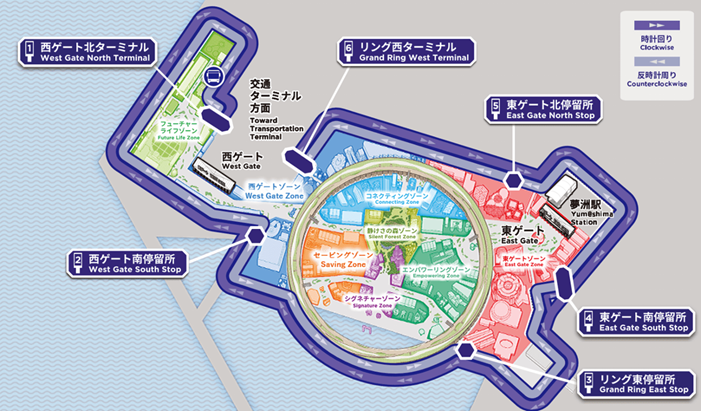 1
西ゲート北ターミナル
West Gate North Terminal
6
リング西ターミナル
Grand Ring West Terminal
時計回り
Clockwise
反時計周り
Counterclockwise
交通
ターミナル
方面
Toward
Transportation
Terminal
5
東ゲート北停留所
East Gate North Stop
フューチャー
ライフゾーン
Future Life Zone
西ゲート
West Gate
西ゲートゾーン
West Gate Zone
コネクティングゾーン
Connecting Zone
夢洲駅
Yumeshima
Station
静けさの森ゾーン
Silent Forest Zone
東ゲート
East Gate
セービングゾーン
Saving Zone
エンパワーリングゾーン
Empowering Zone
東ゲートゾーン
East Gate Zone
2
西ゲート南停留所
West Gate South Stop
シグネチャーゾーン
Signature Zone
4
東ゲート南停留所
East Gate South Stop
3
リング東停留所
Grand Ring East Stop